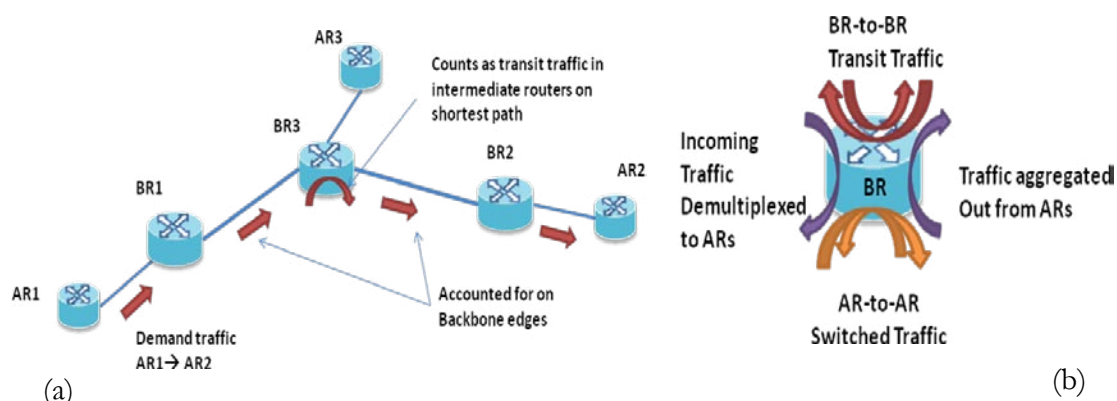 AR3
Counts as transit traffic in
intermediate routers on
shortest path
BR3
BR2
AR2
BR1
AR1
Accounted for on
Backbone edges
Demand traffic
AR1→ AR2
(a)
BR-to-BR
Transit Traffic
Incoming
Traffic
Demultiplexed
to ARs
BR
Traffic aggregated
Out from ARs
AR-to-AR
Switched Traffic
(b)